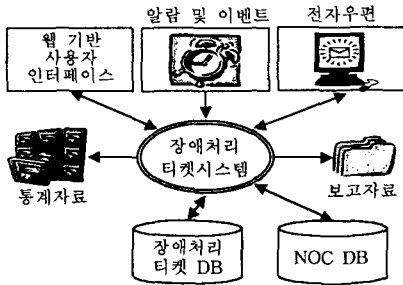 알람 및 이벤트
전자우편
웹 기반
사용자
인터페이스
장애처리
티켓시스템
통계자료
보고자료
장애처리
티켓 DB
NOC DB